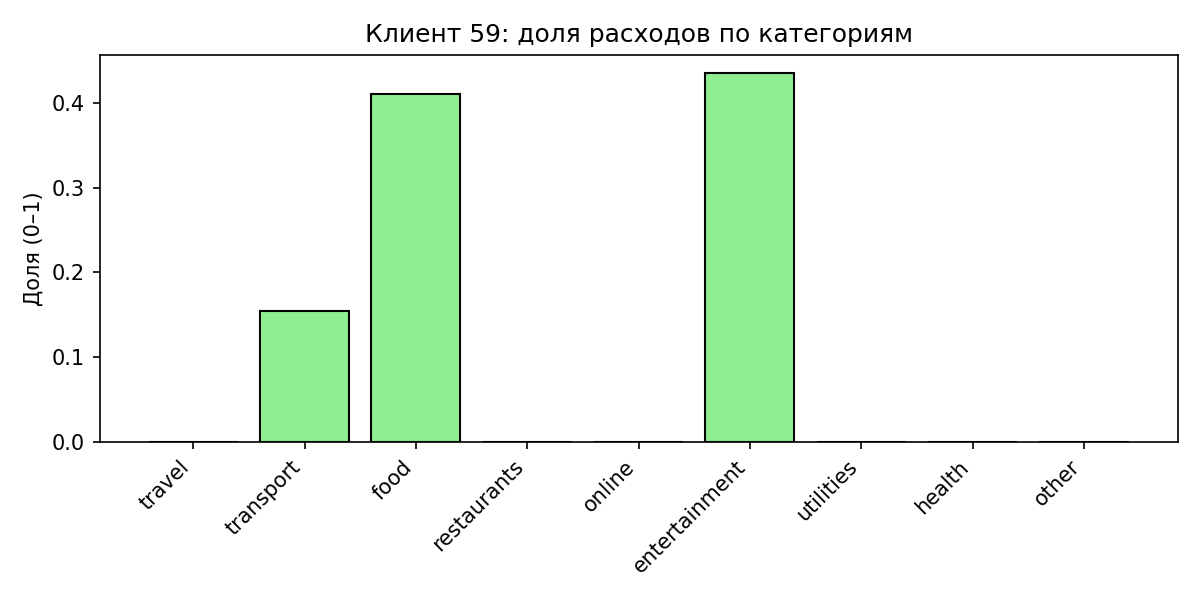 Клиент 59: доля расходов по категориям
Доля (0–1)
0.4
0.3
0.2
0.1
0.0
travel
transport
food
restaurants
online
entertainment
utilities
health
other